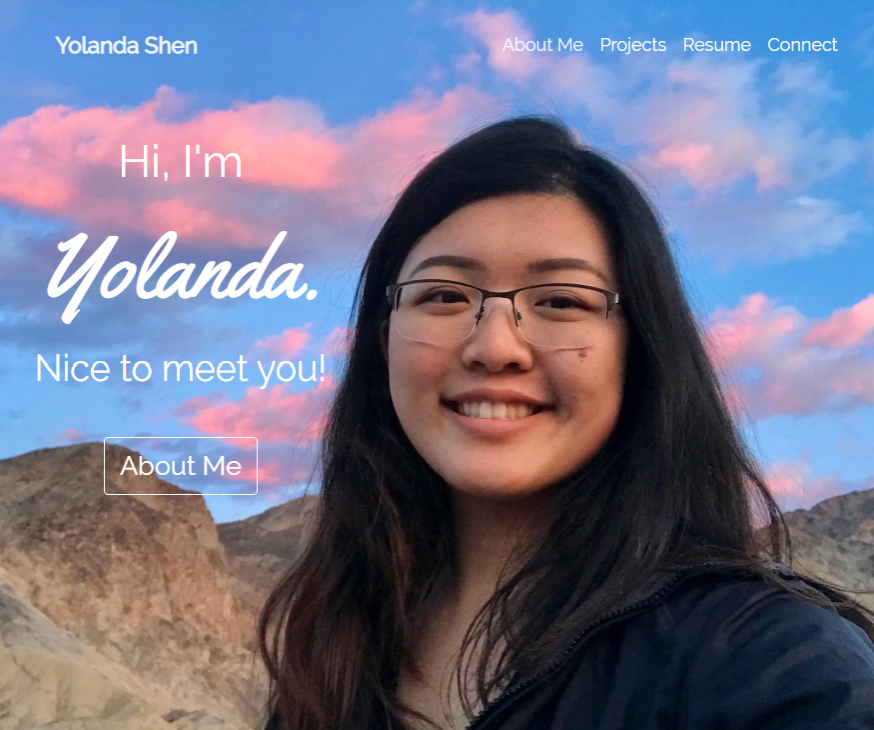 Yolanda Shen
About Me Projects Resume Connect
Hi, I'm
Yolanda.
Nice to meet you!
About Me